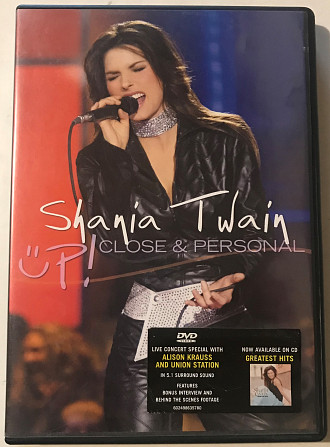 Shania Twain
UP! CLOSE & PERSONAL
DVD
VIDEO
LIVE CONCERT SPECIAL WITH
ALISON KRAUSS
AND UNION STATION
IN 5.1 SURROUND SOUND
FEATURES
BONUS INTERVIEW AND
BEHIND THE SCENES FOOTAGE
602498635780
NOW AVAILABLE ON CD
GREATEST HITS